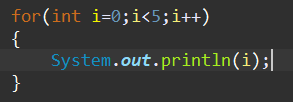 for(int i=0;i<5;i++)
{
    System.out.println(i);
}